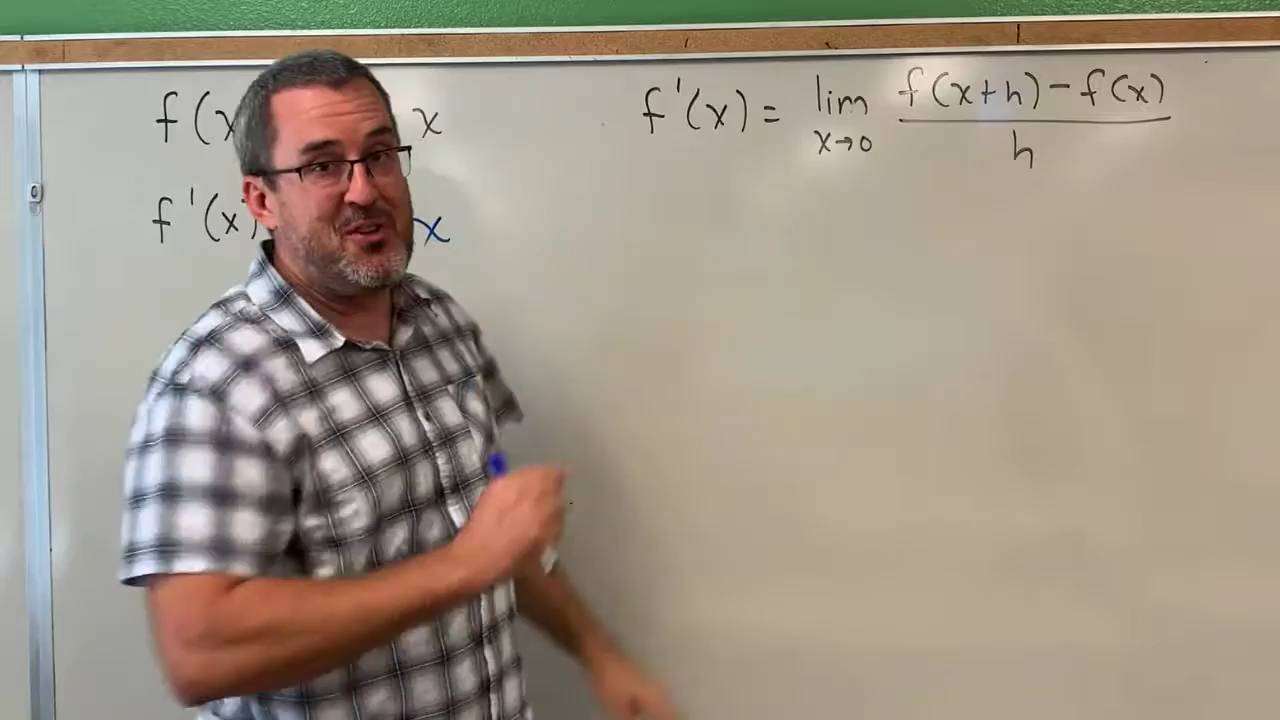 f(x x
f'(x) x
f'(x) = lim x→0 f(x+h)-f(x) / h